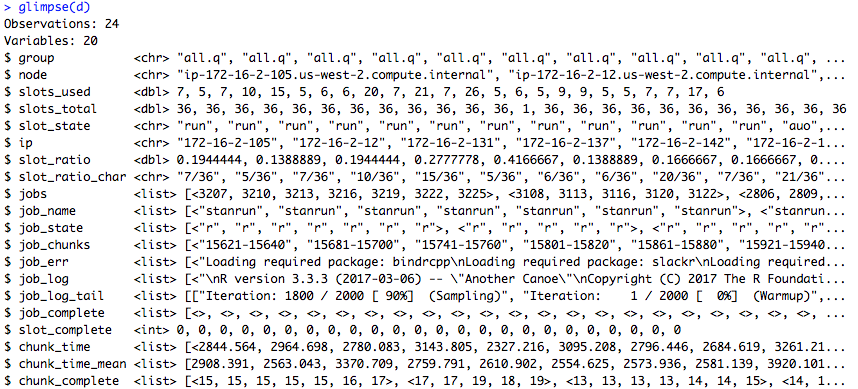 > glimpse(d)
Observations: 24
Variables: 20
$ group <chr> "all.q", "all.q", "all.q", "all.q", "all.q", "all.q", "all.q", "all.q", "all.q", "all.q", ...
$ node <chr> "ip-172-16-2-105.us-west-2.compute.internal", "ip-172-16-2-12.us-west-2.compute.internal",...
$ slots_used <dbl> 7, 5, 7, 10, 15, 5, 6, 6, 20, 7, 21, 7, 26, 5, 6, 5, 9, 9, 5, 5, 7, 7, 17, 6
$ slots_total <dbl> 36, 36, 36, 36, 36, 36, 36, 36, 36, 36, 36, 1, 36, 36, 36, 36, 36, 36, 36, 36, 36, 36
$ slot_state <chr> "run", "run", "run", "run", "run", "run", "run", "run", "run", "run", "run", "auo",...
$ ip <chr> "172-16-2-105", "172-16-2-12", "172-16-2-131", "172-16-2-137", "172-16-2-142", "172-16-2-1...
$ slot_ratio <dbl> 0.1944444, 0.1388889, 0.1944444, 0.2777778, 0.4166667, 0.1388889, 0.1666667, 0.1666667, 0....
$ slot_ratio_char <chr> "7/36", "5/36", "7/36", "10/36", "15/36", "5/36", "6/36", "6/36", "20/36", "7/36", "21/36"...
$ jobs <list> [<3207, 3210, 3213, 3216, 3219, 3222, 3225>, <3108, 3113, 3116, 3120, 3122>, <2806, 2809,...
$ job_name <list> [<"stanrun", "stanrun", "stanrun", "stanrun", "stanrun", "stanrun", "stanrun">, <"stanrun...
$ job_state <list> [<"r", "r", "r", "r", "r", "r", "r">, <"r", "r", "r", "r", "r">, <"r", "r", "r", "r", "r"...
$ job_chunks <list> [<"15621-15640", "15681-15700", "15741-15760", "15801-15820", "15861-15880", "15921-15940...
$ job_err <list> [<"Loading required package: bindrcpp\nLoading required package: slackr\nLoading required...
$ job_log <list> [<"\nR version 3.3.3 (2017-03-06) -- \"Another Canoe\"\nCopyright (C) 2017 The R Foundati...
$ job_log_tail <list> [["Iteration: 1800 / 2000 [ 90%] (Sampling)", "Iteration: 1 / 2000 [ 0%] (Warmup)",...
$ job_complete <list> [<>, <>, <>, <>, <>, <>, <>, <>, <>, <>, <>, <>, <>, <>, <>, <>, <>, <>, <>, <>, <>, <>, ...
$ slot_complete <int> 0, 0, 0, 0, 0, 0, 0, 0, 0, 0, 0, 0, 0, 0, 0, 0, 0, 0, 0, 0, 0, 0, 0, 0
$ chunk_time <list> [<2844.564, 2964.698, 2780.083, 3143.805, 2327.216, 3095.208, 2796.446, 2684.619, 3261.21...
$ chunk_time_mean <list> [2908.391, 2563.043, 3370.709, 2759.791, 2610.902, 2554.625, 2573.936, 2581.139, 3920.101...
$ chunk_complete <list> [<15, 15, 15, 15, 15, 16, 17>, <17, 17, 19, 18, 19>, <13, 13, 13, 13, 14, 14, 15>, <14, 1...